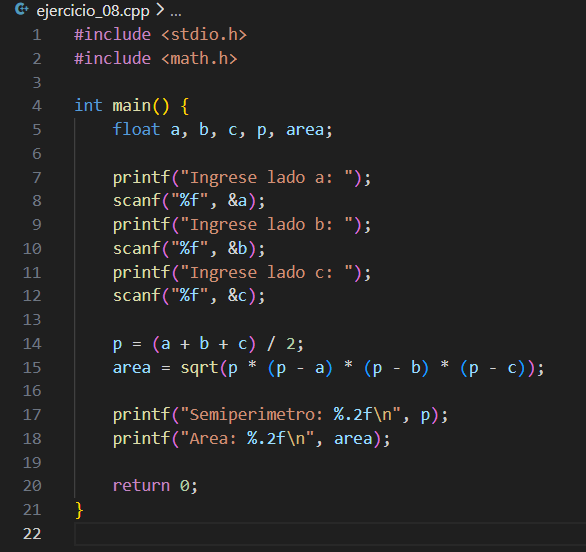 ejercicio_08.cpp > ...
1 #include <stdio.h>
2 #include <math.h>
3
4 int main() {
5     float a, b, c, p, area;
6
7     printf("Ingrese lado a: ");
8     scanf("%f", &a);
9     printf("Ingrese lado b: ");
10     scanf("%f", &b);
11     printf("Ingrese lado c: ");
12     scanf("%f", &c);
13
14     p = (a + b + c) / 2;
15     area = sqrt(p * (p - a) * (p - b) * (p - c));
16
17     printf("Semiperimetro: %.2f\n", p);
18     printf("Area: %.2f\n", area);
19
20     return 0;
21 }
22